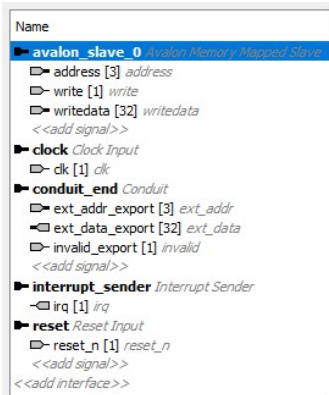 Name
avalon_slave_0 Avalon Memory Mapped Slave
address [3] address
write [1] write
writedata [32] writedata
<<add signal>>
clock Clock Input
clk [1] clk
<<add signal>>
conduit_end Conduit
ext_addr_export [3] ext_addr
ext_data_export [32] ext_data
invalid_export [1] invalid
<<add signal>>
interrupt_sender Interrupt Sender
irq [1] irq
reset Reset Input
reset_n [1] reset_n
<<add signal>>
<<add interface>>